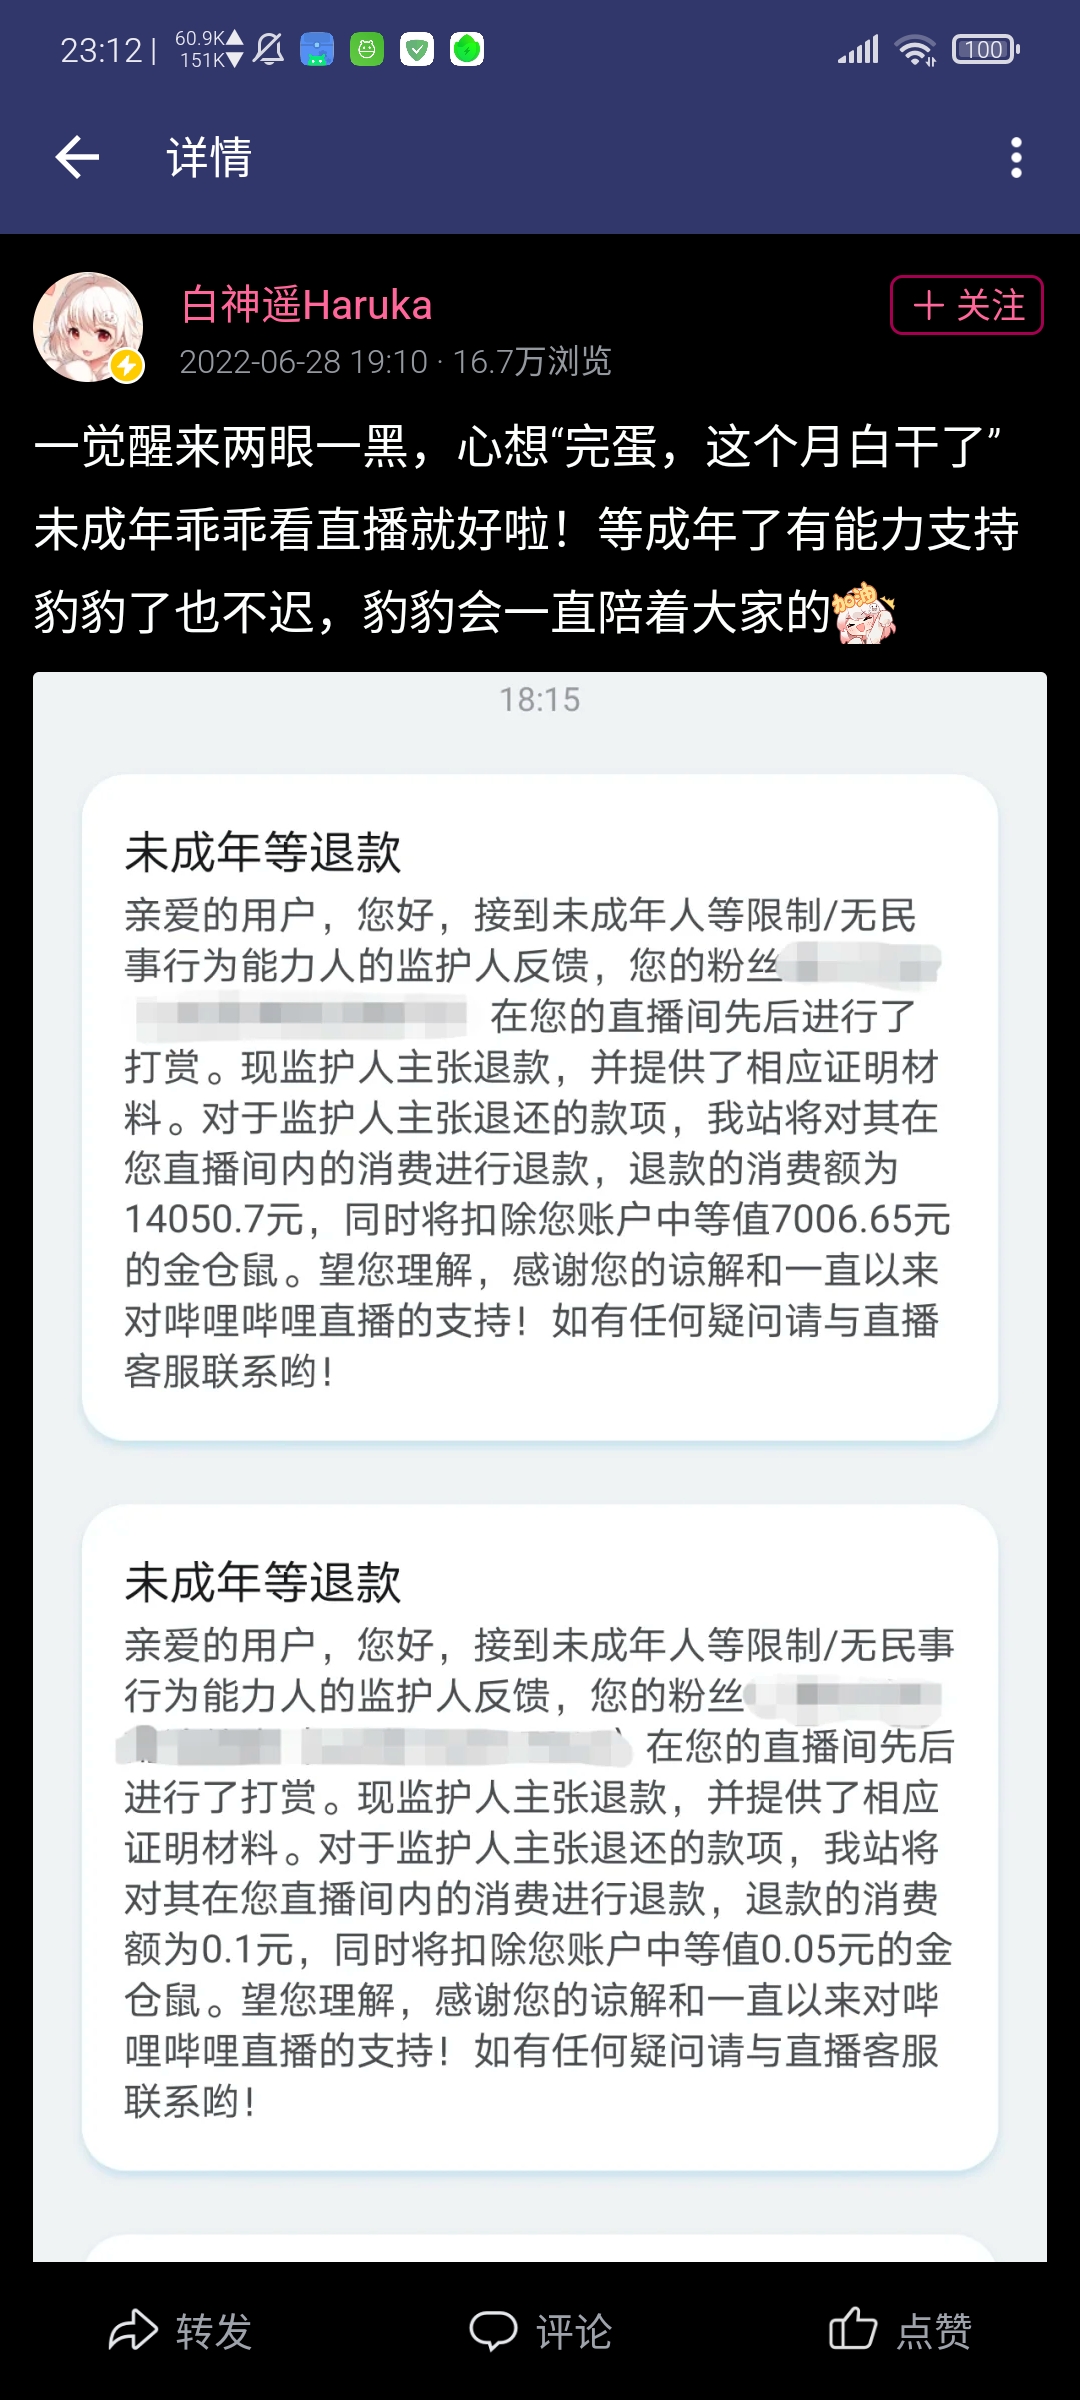 23:12 |
60.9K
151K
100
详情
白神遥Haruka
+ 关注
2022-06-28 19:10 · 16.7万浏览
一觉醒来两眼一黑，心想“完蛋，这个月白干了”
未成年乖乖看直播就好啦！等成年了有能力支持
豹豹了也不迟，豹豹会一直陪着大家的
加油
18:15
未成年等退款
亲爱的用户，您好，接到未成年人等限制/无民
事行为能力人的监护人反馈，您的粉丝
在您的直播间先后进行了
打赏。现监护人主张退款，并提供了相应证明材
料。对于监护人主张退还的款项，我站将对其在
您直播间内的消费进行退款，退款的消费额为
14050.7元，同时将扣除您账户中等值7006.65元
的金仓鼠。望您理解，感谢您的谅解和一直以来
对哔哩哔哩直播的支持！如有任何疑问请与直播
客服联系哟！
未成年等退款
亲爱的用户，您好，接到未成年人等限制/无民事
行为能力人的监护人反馈，您的粉丝
在您的直播间先后
进行了打赏。现监护人主张退款，并提供了相应
证明材料。对于监护人主张退还的款项，我站将
对其在您直播间内的消费进行退款，退款的消费
额为0.1元，同时将扣除您账户中等值0.05元的金
仓鼠。望您理解，感谢您的谅解和一直以来对哔
哩哔哩直播的支持！如有任何疑问请与直播客服
联系哟！
转发
评论
点赞